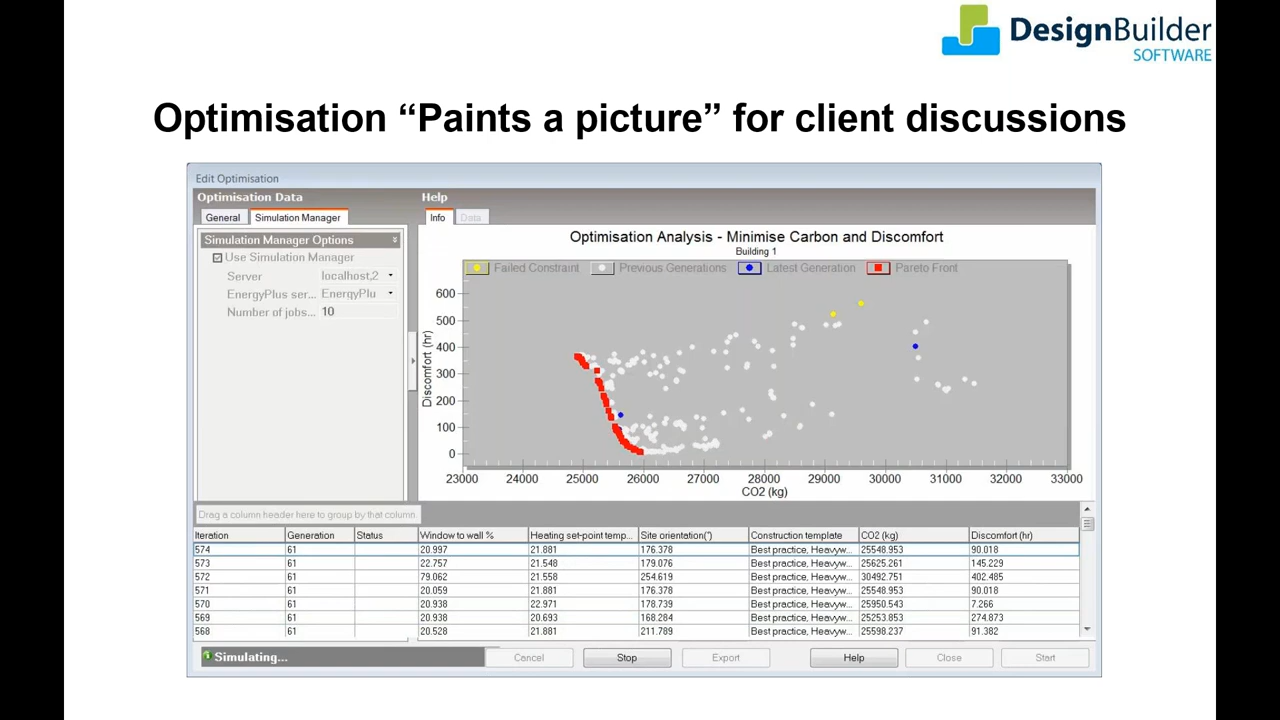 DesignBuilder
SOFTWARE
Optimisation “Paints a picture” for client discussions
Edit Optimisation
Optimisation Data
Help
General Simulation Manager
Info Data
Simulation Manager Options
Use Simulation Manager
Server localhost,2
EnergyPlus ser... EnergyPlu
Number of jobs... 10
Optimisation Analysis - Minimise Carbon and Discomfort
Building 1
Failed Constraint Previous Generations Latest Generation Pareto Front
Discomfort (hr)
600
500
400
300
200
100
0
23000 24000 25000 26000 27000 28000 29000 30000 31000 32000 33000
CO2 (kg)
Drag a column header here to group by that column.
Iteration Generation Status Window to wall % Heating set-point temp... Site orientation(°) Construction template CO2 (kg) Discomfort (hr)
574 61 20.997 21.881 176.378 Best practice, Heavyw... 25548.953 90.018
573 61 22.757 21.548 179.076 Best practice, Heavyw... 25625.261 145.229
572 61 79.062 21.558 254.619 Best practice, Heavyw... 30492.751 402.485
571 61 20.059 21.881 176.378 Best practice, Heavyw... 25548.953 90.018
570 61 20.938 22.971 178.739 Best practice, Heavyw... 25950.543 7.266
569 61 20.938 20.693 168.284 Best practice, Heavyw... 25253.853 274.873
568 61 20.528 21.881 211.789 Best practice, Heavyw... 25598.237 91.382
Simulating... Cancel Stop Export Help Close Start